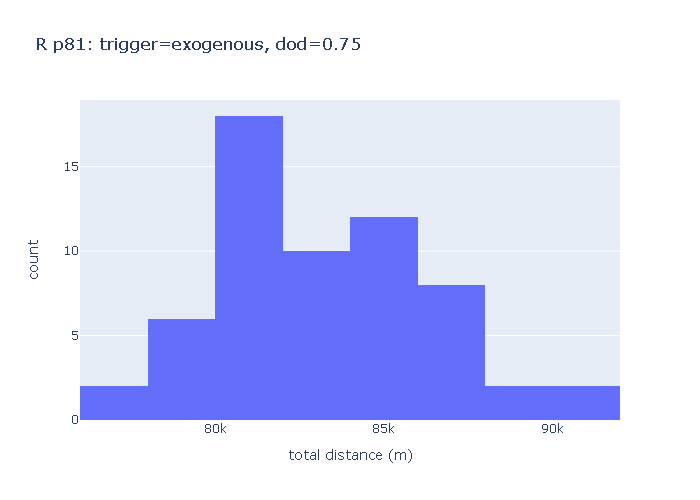 R p81: trigger=exogenous, dod=0.75
count
15
10
5
0
80k 85k 90k
total distance (m)